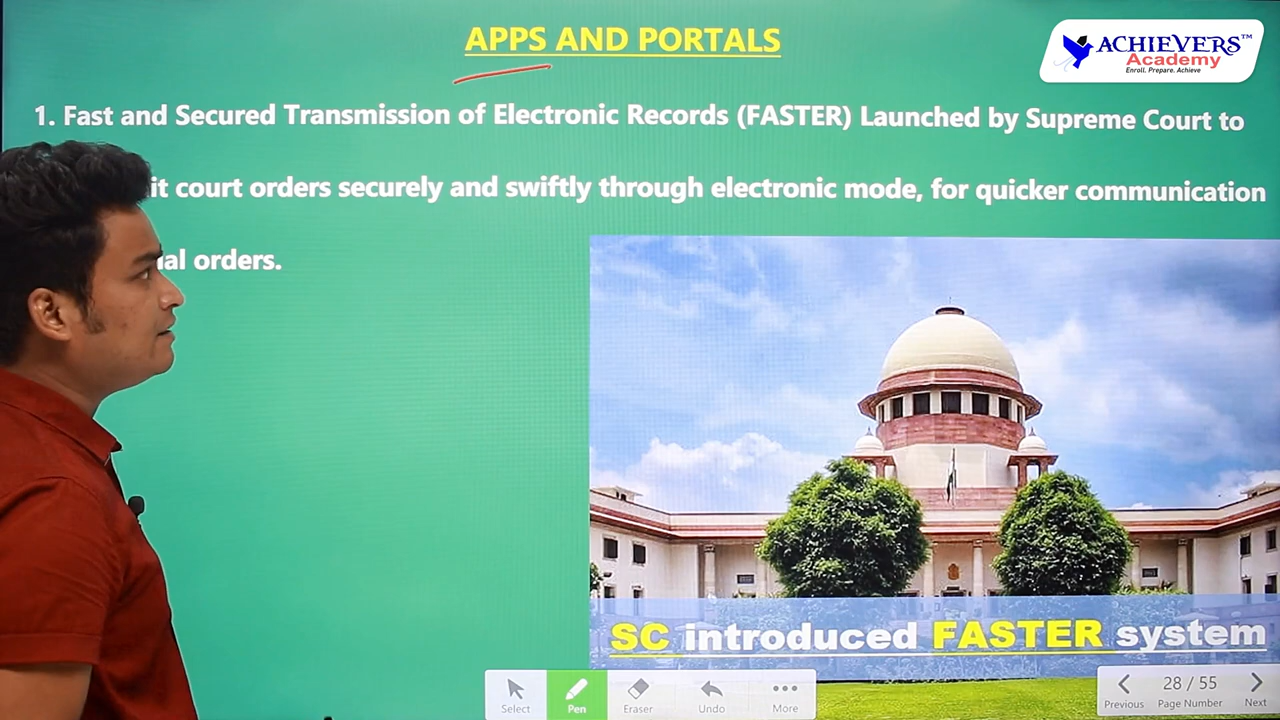 APPS AND PORTALS
ACHIEVERS™
Academy
Enroll. Prepare. Achieve
1. Fast and Secured Transmission of Electronic Records (FASTER) Launched by Supreme Court to
it court orders securely and swiftly through electronic mode, for quicker communication
al orders.
SC introduced FASTER system
Select
Pen
Eraser
Undo
More
Previous
28 / 55
Page Number
Next